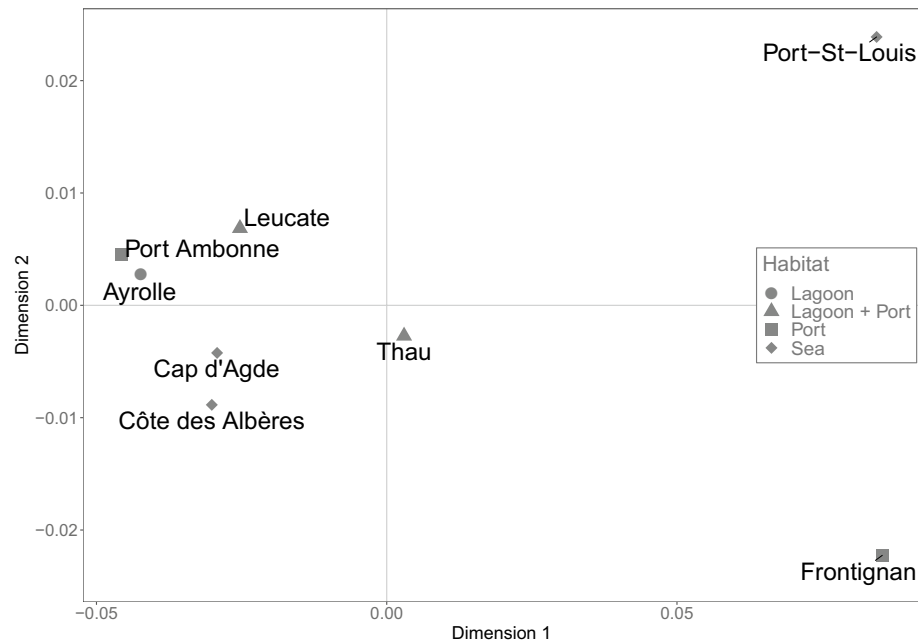 Port−St−Louis
0.02
0.01
Leucate
Port Ambonne
Ayrolle
Dimension 2
0.00
Habitat
Lagoon
Lagoon + Port
Port
Sea
Thau
Cap d'Agde
Côte des Albères
−0.01
−0.02
Frontignan
−0.05
0.00
0.05
Dimension 1